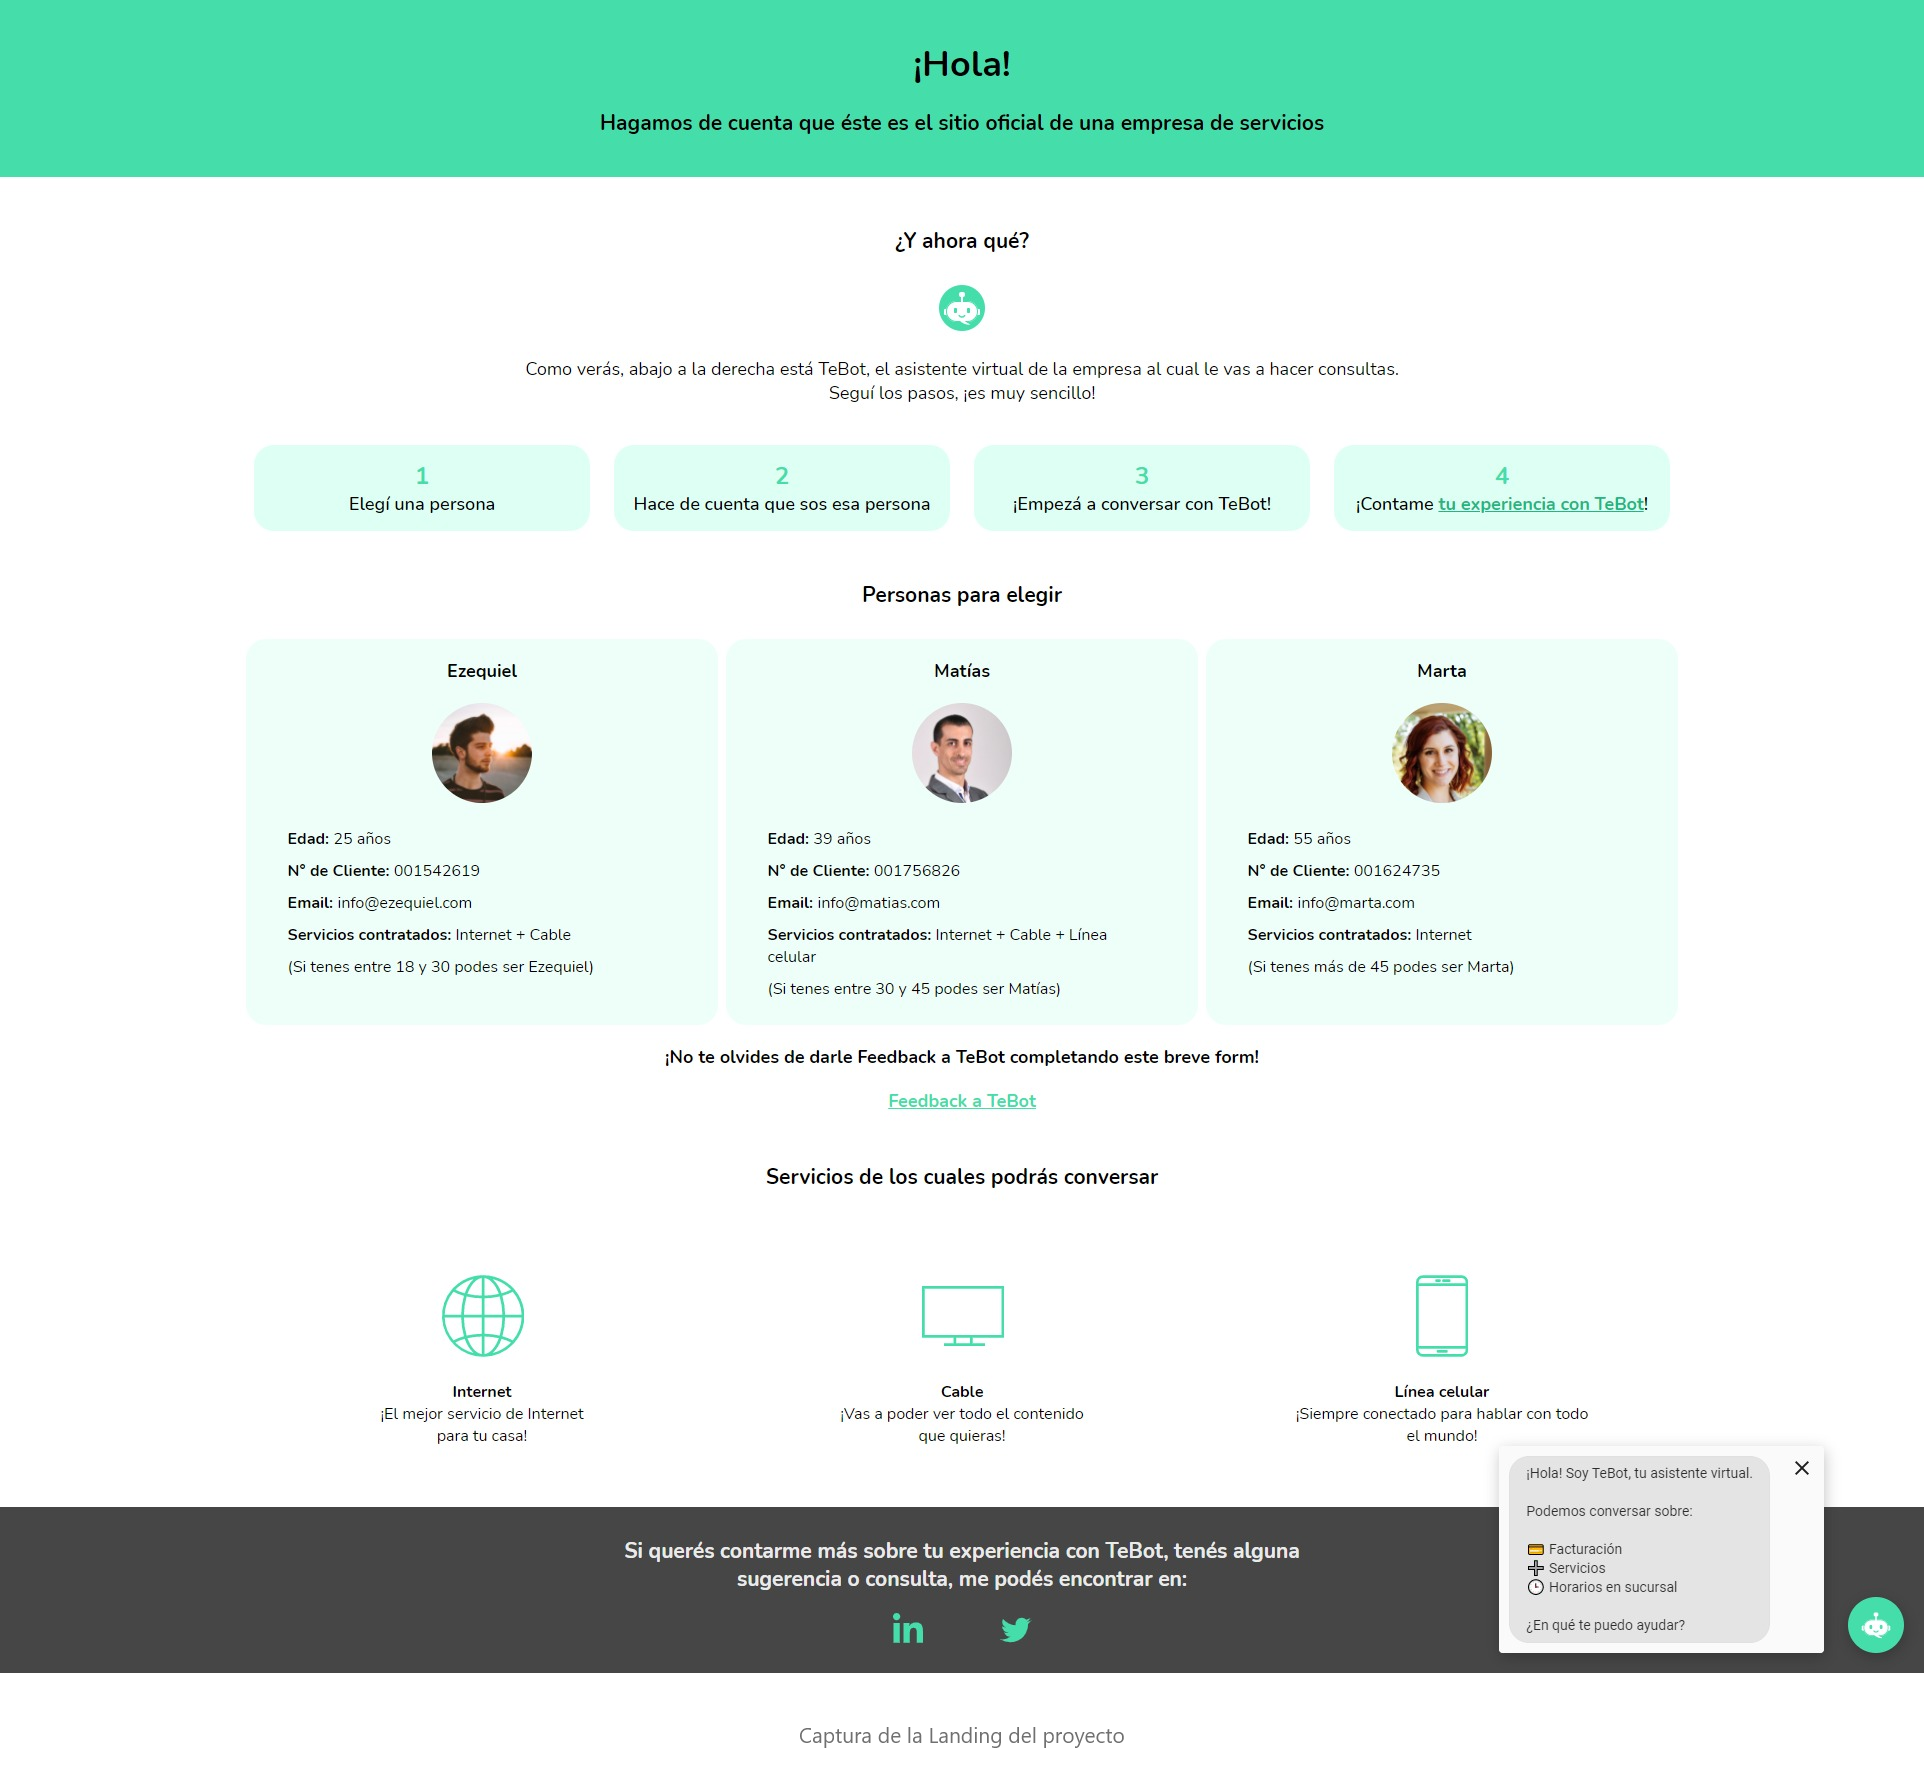 ¡Hola!
Hagamos de cuenta que éste es el sitio oficial de una empresa de servicios
¿Y ahora qué?
Como verás, abajo a la derecha está TeBot, el asistente virtual de la empresa al cual le vas a hacer consultas.
Seguí los pasos, ¡es muy sencillo!
1
Elegí una persona
2
Hace de cuenta que sos esa persona
3
¡Empezá a conversar con TeBot!
4
¡Contame tu experiencia con TeBot!
Personas para elegir
Ezequiel
Edad: 25 años
N° de Cliente: 001542619
Email: info@ezequiel.com
Servicios contratados: Internet + Cable
(Si tenes entre 18 y 30 podes ser Ezequiel)
Matías
Edad: 39 años
N° de Cliente: 001756826
Email: info@matias.com
Servicios contratados: Internet + Cable + Línea
celular
(Si tenes entre 30 y 45 podes ser Matías)
Marta
Edad: 55 años
N° de Cliente: 001624735
Email: info@marta.com
Servicios contratados: Internet
(Si tenes más de 45 podes ser Marta)
¡No te olvides de darle Feedback a TeBot completando este breve form!
Feedback a TeBot
Servicios de los cuales podrás conversar
Internet
¡El mejor servicio de Internet
para tu casa!
Cable
¡Vas a poder ver todo el contenido
que quieras!
Línea celular
¡Siempre conectado para hablar con todo
el mundo!
¡Hola! Soy TeBot, tu asistente virtual.
Podemos conversar sobre:
💳 Facturación
➕ Servicios
🕒 Horarios en sucursal
¿En qué te puedo ayudar?
Si querés contarme más sobre tu experiencia con TeBot, tenés alguna
sugerencia o consulta, me podés encontrar en:
in
Captura de la Landing del proyecto